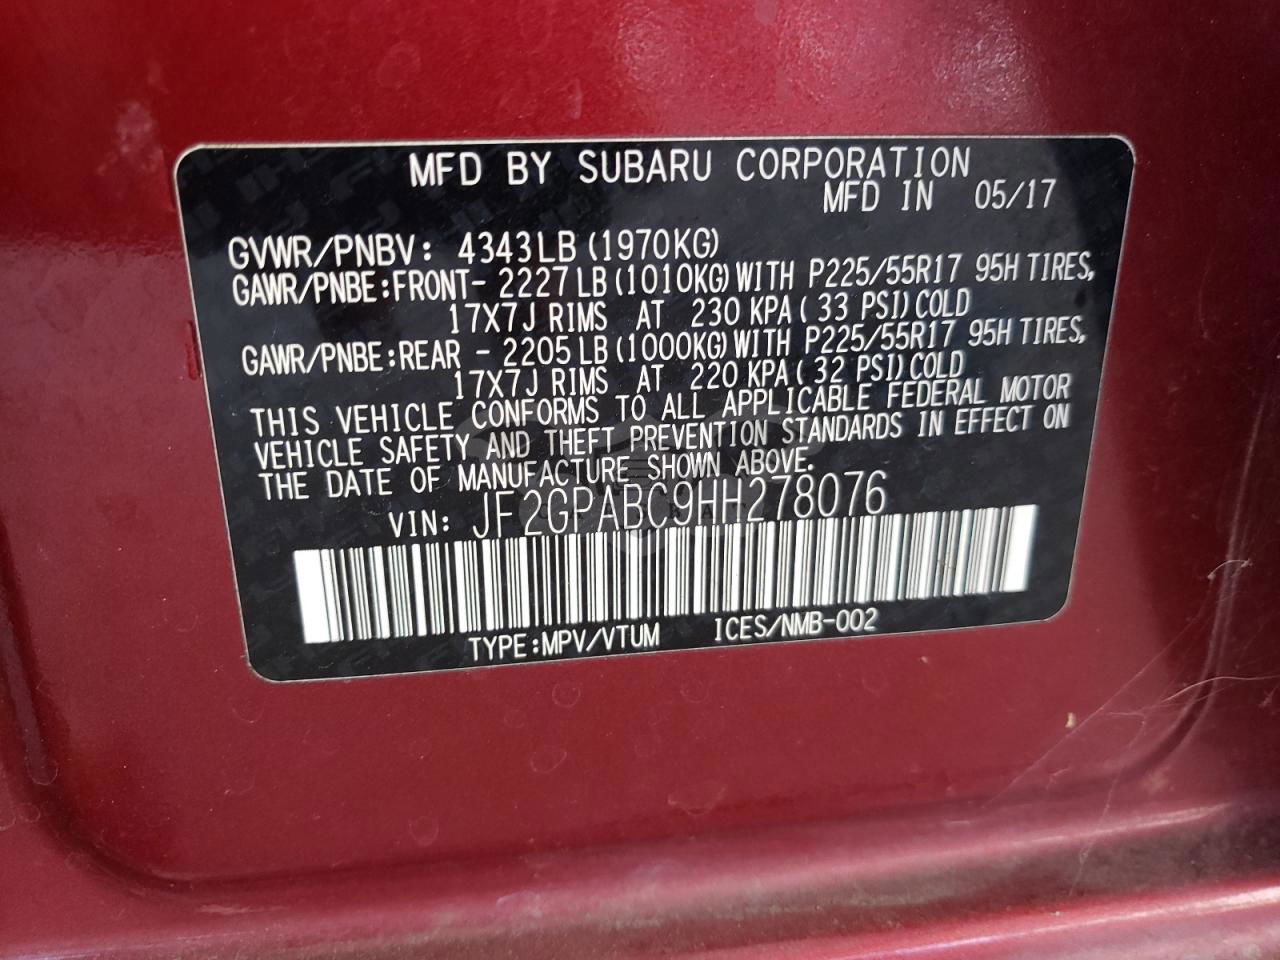 MFD BY SUBARU CORPORATION
MFD IN 05/17
GVWR/PNBV: 4343LB(1970KG)
GAWR/PNBE:FRONT- 2227LB(1010KG)WITH P225/55R17 95H TIRES,
17X7J RIMS AT 230 KPA( 33 PSI)COLD
GAWR/PNBE:REAR - 2205LB(1000KG)WITH P225/55R17 95H TIRES,
17X7J RIMS AT 220 KPA( 32 PSI)COLD
THIS VEHICLE CONFORMS TO ALL APPLICABLE FEDERAL MOTOR
VEHICLE SAFETY AND THEFT PREVENTION STANDARDS IN EFFECT ON
THE DATE OF MANUFACTURE SHOWN ABOVE.
VIN: JF2GPABC9HH278076
TYPE:MPV/VTUM ICES/NMB-002